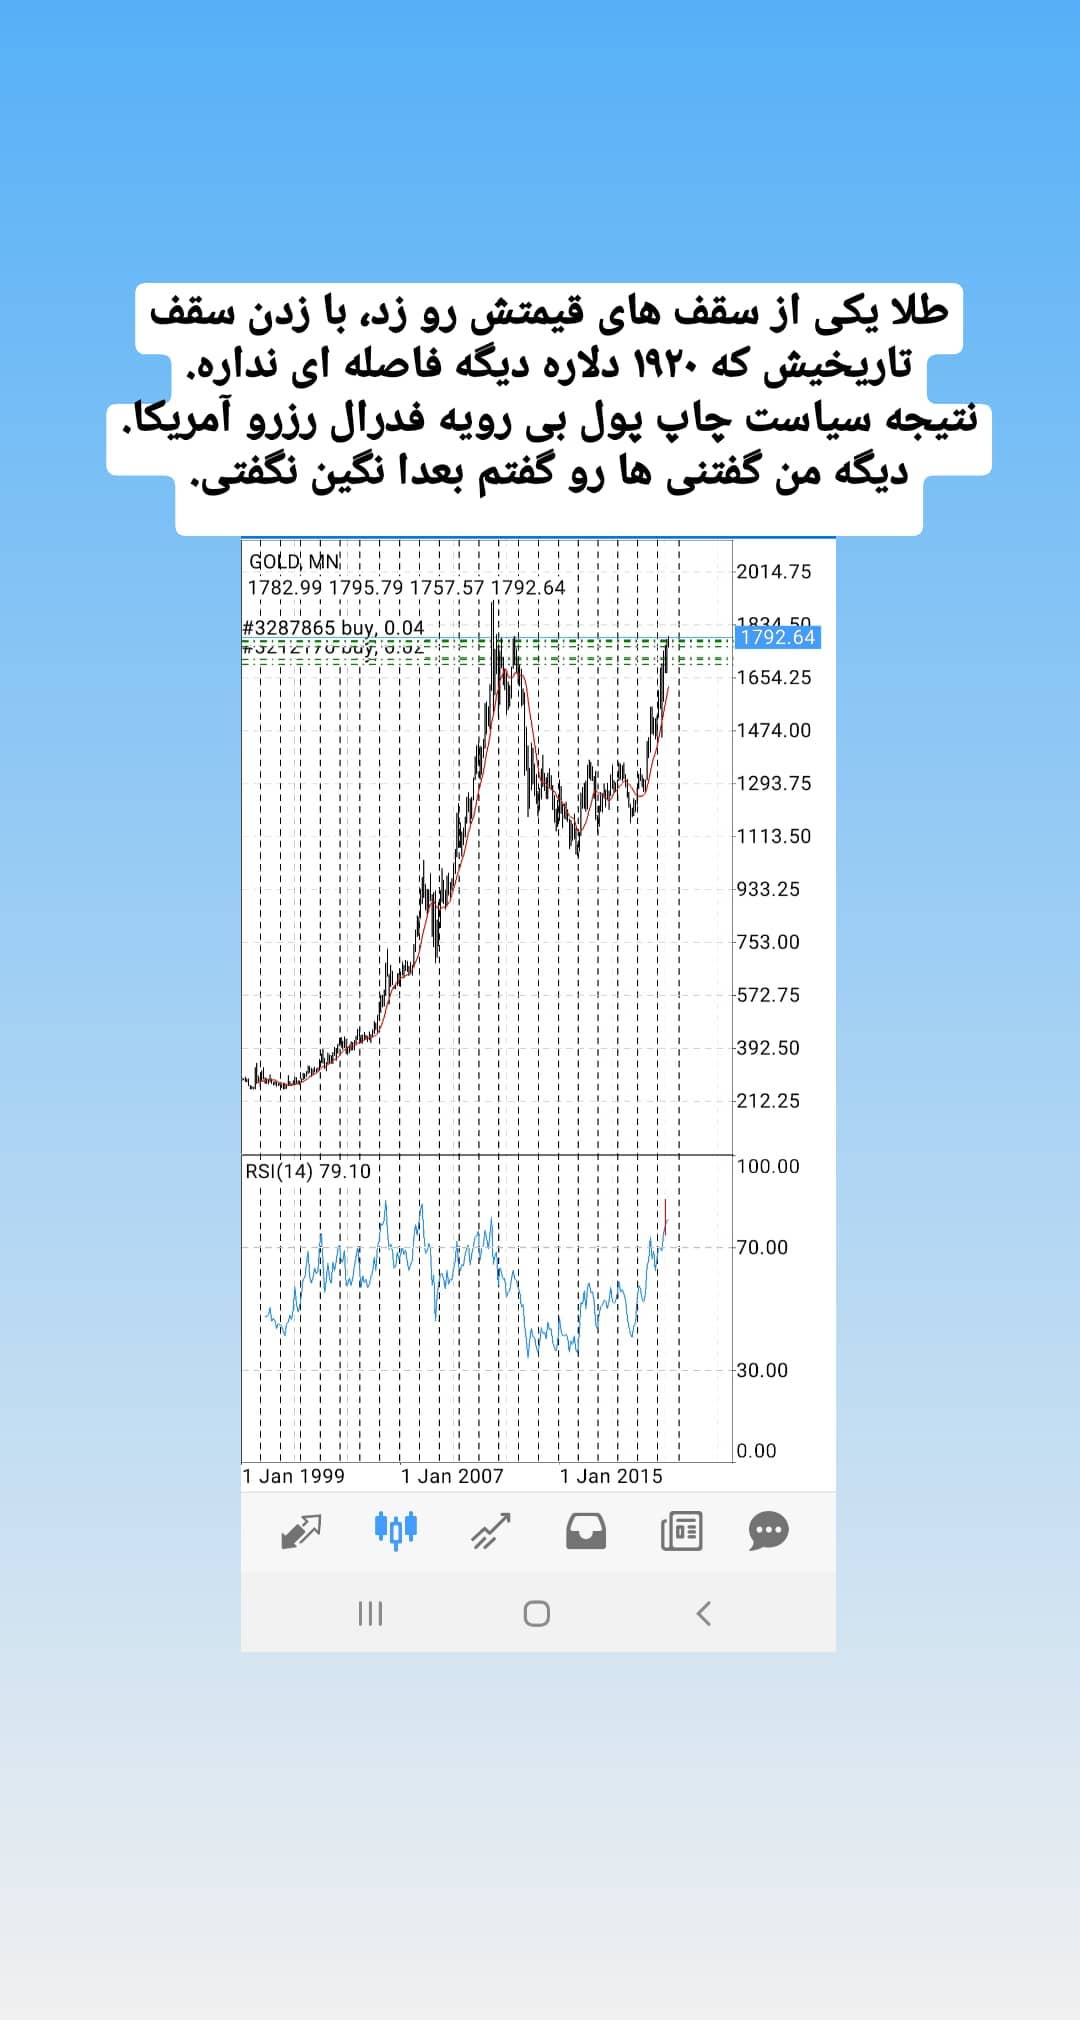 طلا یکی از سقف های قیمتش رو زد، با زدن سقف
تاریخیش که ۱۹۲۰ دلاره دیگه فاصله ای نداره.
نتیجه سیاست چاپ پول بی رویه فدرال رزرو آمریکا.
دیگه من گفتنی ها رو گفتم بعدا نگین نگفتی.
GOLD, MN
1782.99 1795.79 1757.57 1792.64
2014.75
#3287865 buy, 0.04
1834.50
1792.64
1654.25
1474.00
1293.75
1113.50
933.25
753.00
572.75
392.50
212.25
RSI(14) 79.10
100.00
70.00
30.00
0.00
1 Jan 1999 1 Jan 2007 1 Jan 2015